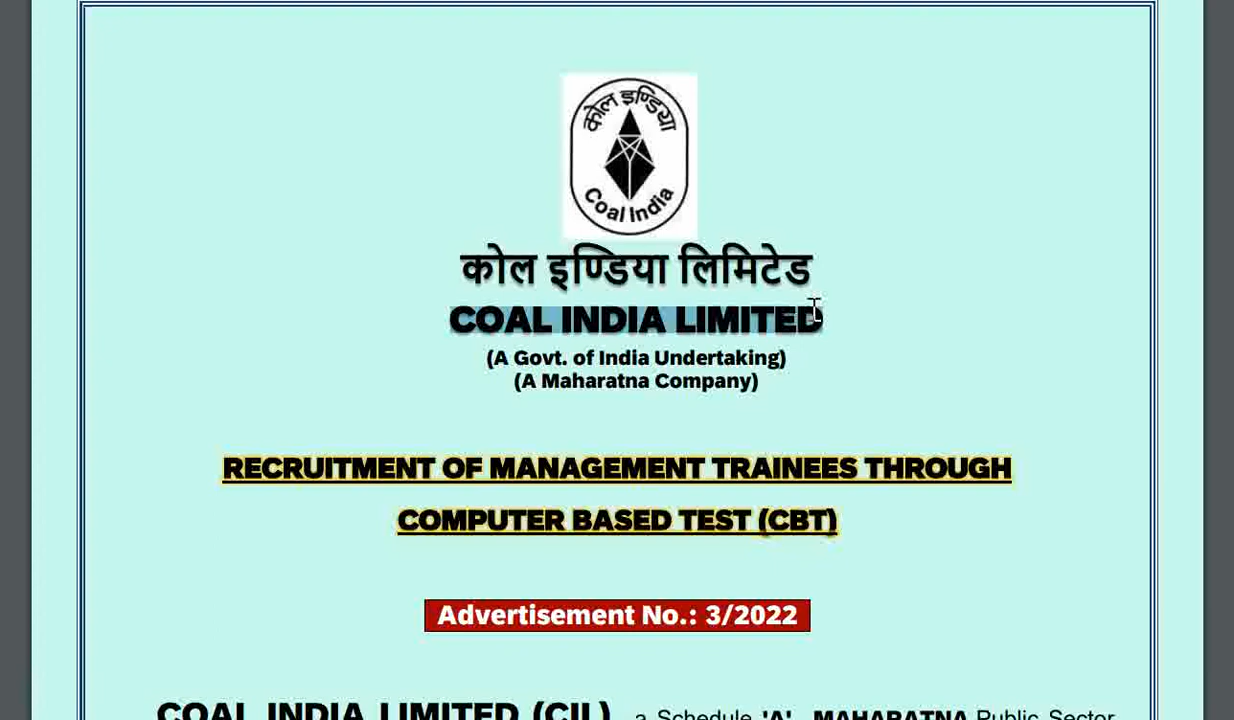 कोल इण्डिया
Coal India
कोल इण्डिया लिमिटेड
COAL INDIA LIMITED
(A Govt. of India Undertaking)
(A Maharatna Company)
RECRUITMENT OF MANAGEMENT TRAINEES THROUGH
COMPUTER BASED TEST (CBT)
Advertisement No.: 3/2022
COAL INDIA LIMITED (CIL) a Schedule 'A' MAHARATNA Public Sector